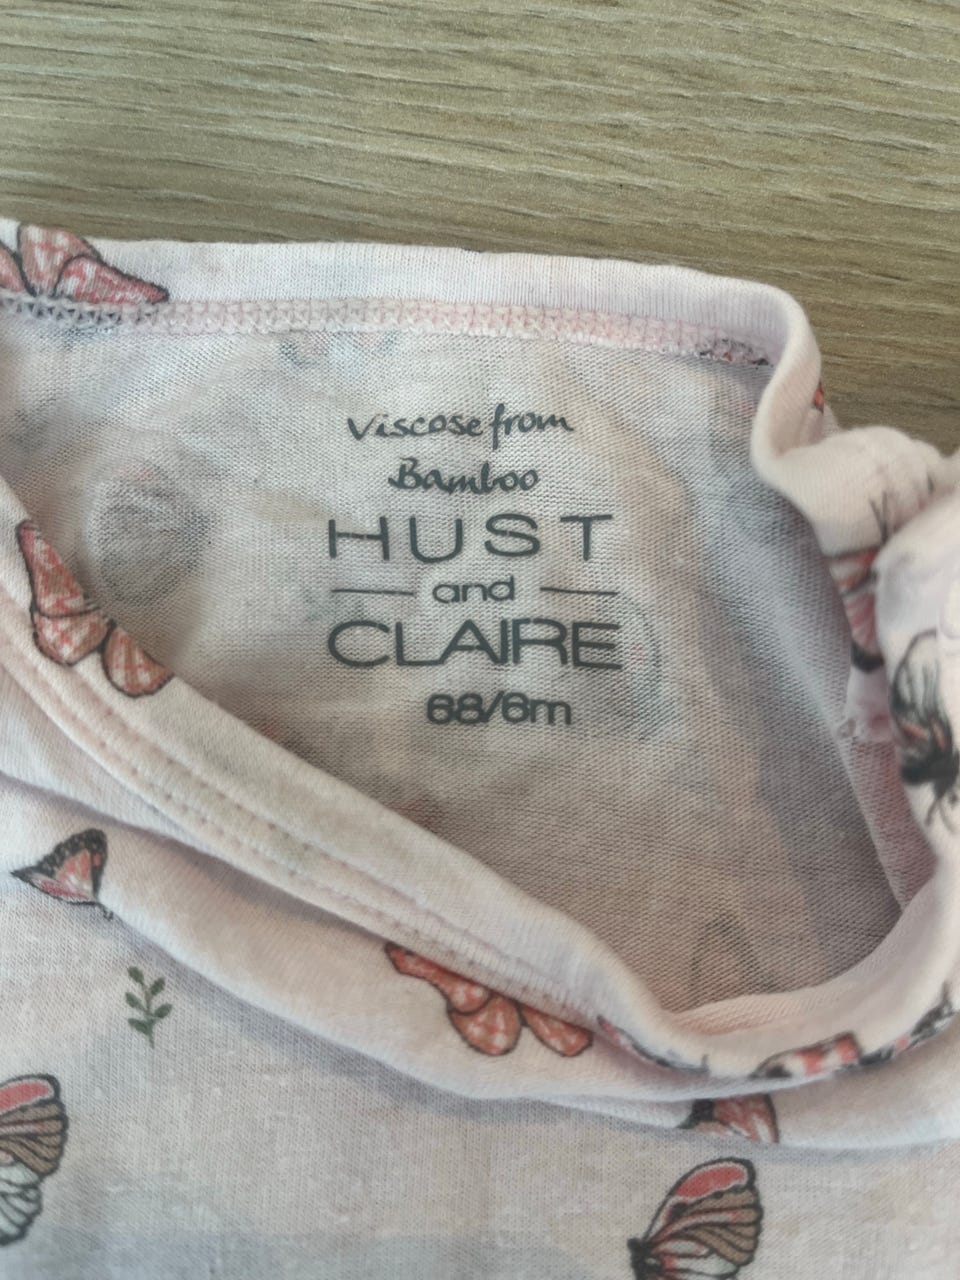 Viscose from
Bamboo
HUST
and
CLAIRE
68/6m